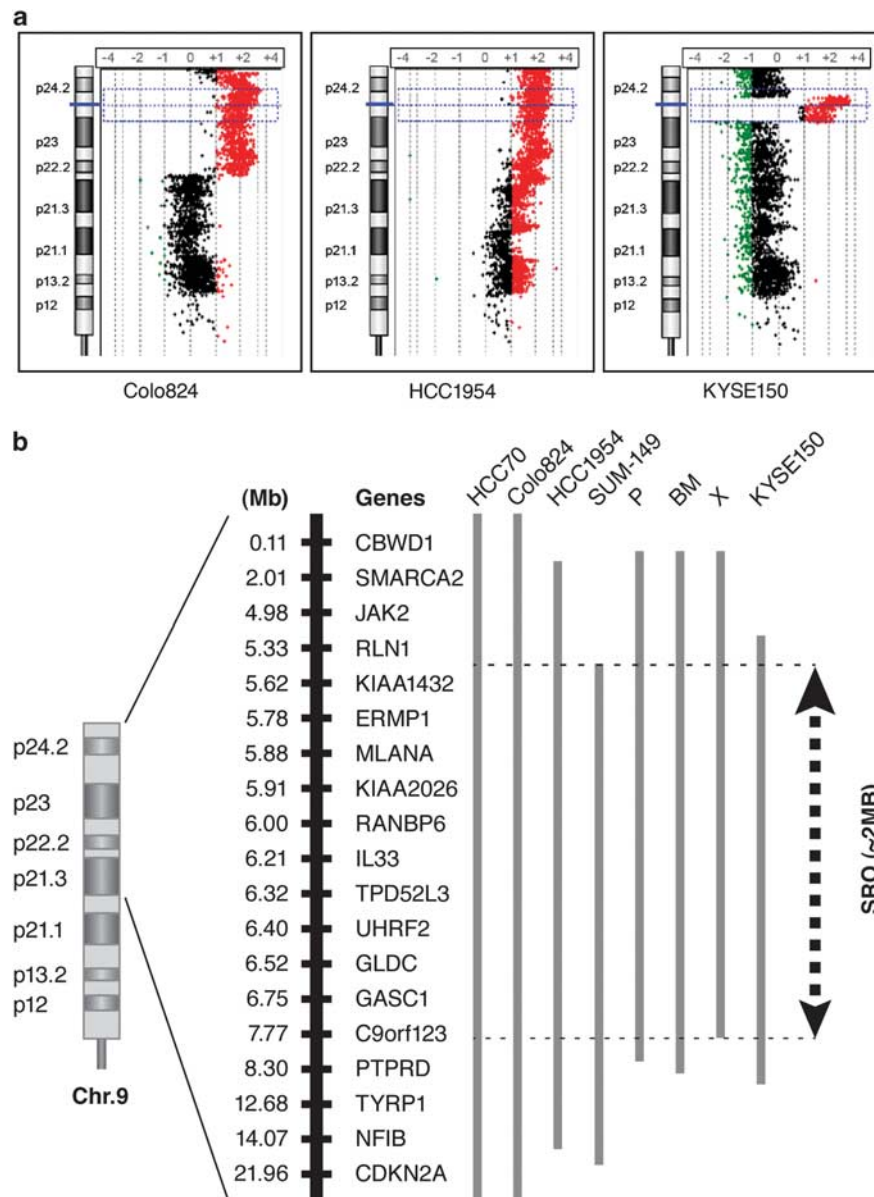 a
-4 -2 0 +1 +2 +4
p24.2
p23
p22.2
p21.3
p21.1
p13.2
p12
Colo824
-4 -2 0 +1 +2 +4
p24.2
p23
p22.2
p21.3
p21.1
p13.2
p12
HCC1954
-4 -2 -1 0 +1 +2 +4
p24.2
p23
p22.2
p21.3
p21.1
p13.2
p12
KYSE150
b
HCC70
Colo824
HCC1954
SUM-149
P
BM
X
KYSE150
(Mb) Genes
0.11 CBWD1
2.01 SMARCA2
4.98 JAK2
5.33 RLN1
5.62 KIAA1432
5.78 ERMP1
5.88 MLANA
5.91 KIAA2026
6.00 RANBP6
6.21 IL33
6.32 TPD52L3
6.40 UHRF2
6.52 GLDC
6.75 GASC1
7.77 C9orf123
8.30 PTPRD
12.68 TYRP1
14.07 NFIB
21.96 CDKN2A
p24.2
p23
p22.2
p21.3
p21.1
p13.2
p12
Chr.9
SRO (~2MB)